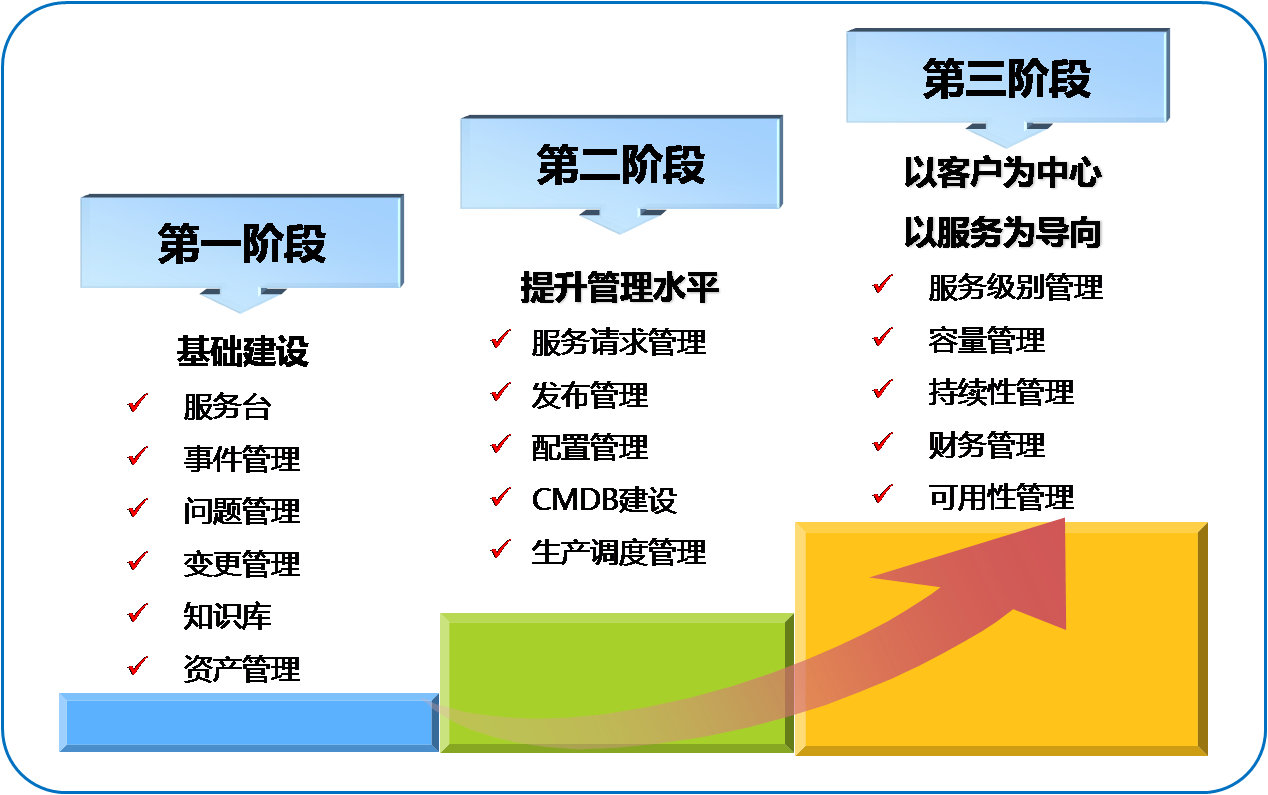 第一阶段
基础建设
服务台
事件管理
问题管理
变更管理
知识库
资产管理
第二阶段
提升管理水平
服务请求管理
发布管理
配置管理
CMDB建设
生产调度管理
第三阶段
以客户为中心
以服务为导向
服务级别管理
容量管理
持续性管理
财务管理
可用性管理